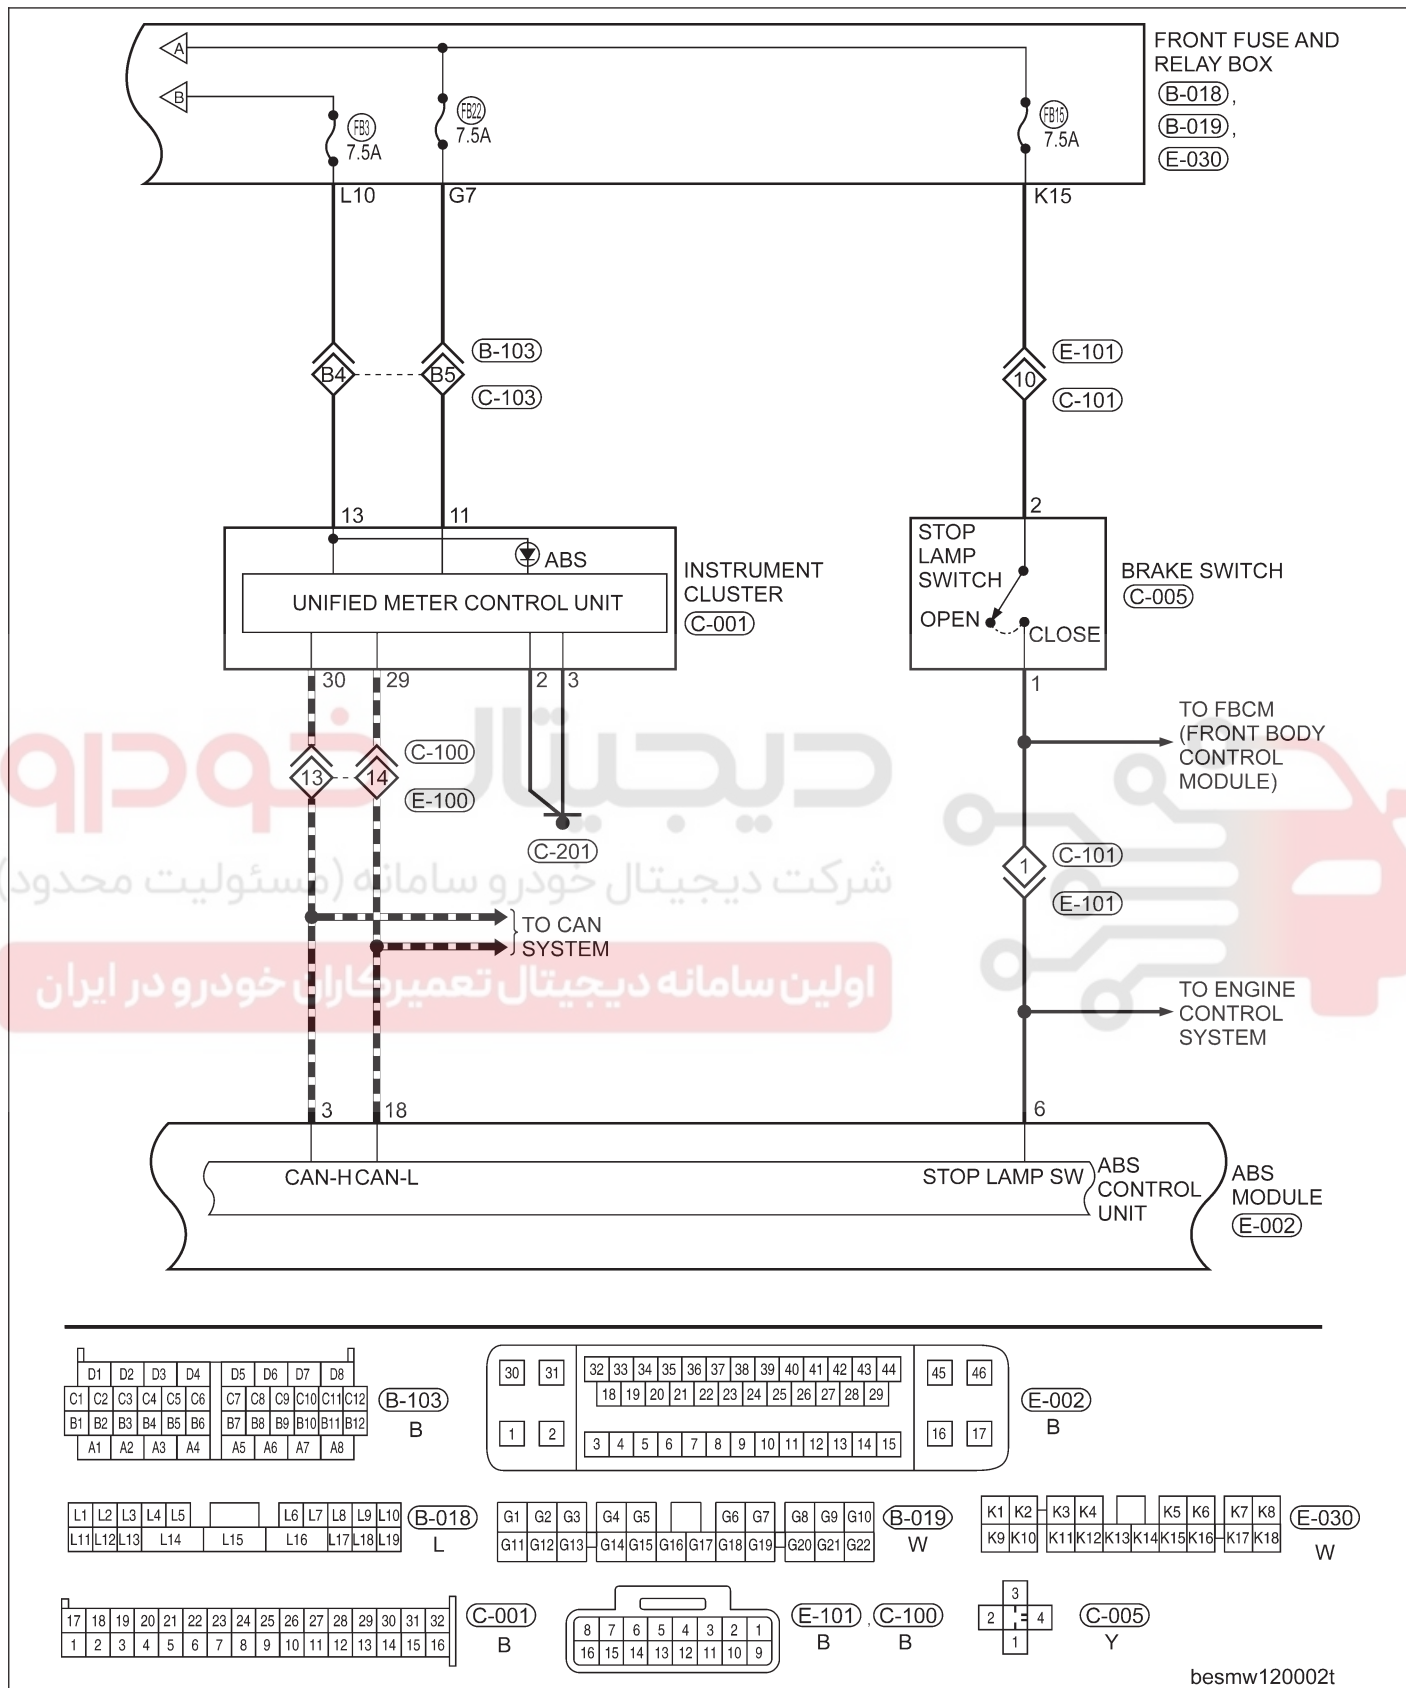 A
FRONT FUSE AND
RELAY BOX
B-018,
B-019,
E-030
B
FB3
7.5A
FB22
7.5A
FB15
7.5A
L10
G7
K15
B4
B5
B-103
C-103
10
E-101
C-101
13
11
2
ABS
UNIFIED METER CONTROL UNIT
INSTRUMENT
CLUSTER
C-001
STOP
LAMP
SWITCH
OPEN
CLOSE
BRAKE SWITCH
C-005
30
29
2
3
1
TO FBCM
(FRONT BODY
CONTROL
MODULE)
دیجیتال خودرو
13
14
C-100
E-100
C-201
1
C-101
E-101
شرکت دیجیتال خودرو سامانه (مسئولیت محدود)
TO CAN
SYSTEM
اولین سامانه دیجیتال تعمیرکاران خودرو در ایران
TO ENGINE
CONTROL
SYSTEM
3
18
6
CAN-H
CAN-L
STOP LAMP SW
ABS
CONTROL
UNIT
ABS
MODULE
E-002
D1 D2 D3 D4 D5 D6 D7 D8
C1 C2 C3 C4 C5 C6 C7 C8 C9 C10 C11 C12
B1 B2 B3 B4 B5 B6 B7 B8 B9 B10 B11 B12
A1 A2 A3 A4 A5 A6 A7 A8
B-103
B
30 31 32 33 34 35 36 37 38 39 40 41 42 43 44 45 46
18 19 20 21 22 23 24 25 26 27 28 29
1 2 3 4 5 6 7 8 9 10 11 12 13 14 15 16 17
E-002
B
L1 L2 L3 L4 L5 L6 L7 L8 L9 L10
L11 L12 L13 L14 L15 L16 L17 L18 L19
B-018
L
G1 G2 G3 G4 G5 G6 G7 G8 G9 G10
G11 G12 G13 G14 G15 G16 G17 G18 G19 G20 G21 G22
B-019
W
K1 K2 K3 K4 K5 K6 K7 K8
K9 K10 K11 K12 K13 K14 K15 K16 K17 K18
E-030
W
17 18 19 20 21 22 23 24 25 26 27 28 29 30 31 32
1 2 3 4 5 6 7 8 9 10 11 12 13 14 15 16
C-001
B
8 7 6 5 4 3 2 1
16 15 14 13 12 11 10 9
E-101, C-100
B B
3
2 4
1
C-005
Y
besmw120002t